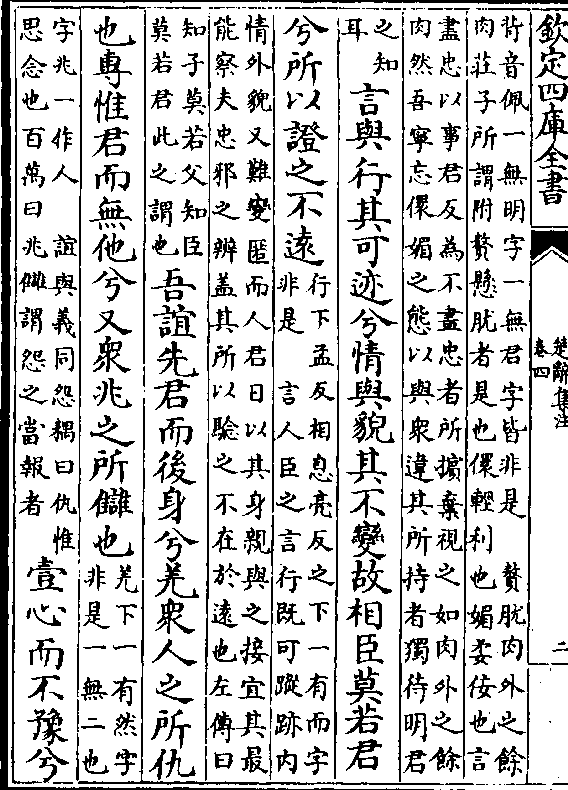 欽定四庫全書
楚辭集注
卷四
二
背音佩一無明字一無君字皆非是　贅肬肉外之餘
肉莊子所謂附贅懸肬者是也儇輕利也媚柔佞也言
盡忠以事君反為不盡忠者所擯棄視之如肉外之餘
肉然吾寧忘儇媚之態以與衆違其所持者獨待明君
之知
耳
言與行其可迹兮情與貌其不變故相臣莫若君
兮所以證之不遠
行下孟反相息亮反之下一有而字
非是　言人臣之言行既可蹤跡内
情外貌又難變匿而人君日以其身親與之接宜其最
能察夫忠邪之辨盖其所以驗之不在於遠也左傳曰
知子莫若父知臣
莫若君此之謂也
吾誼先君而後身兮羌衆人之所仇
也專惟君而無他兮又衆兆之所讎也
羌下一有然字
非是一無二也
字兆一作人　誼與義同怨耦曰仇惟
思念也百萬曰兆讎謂怨之當報者
壹心而不豫兮